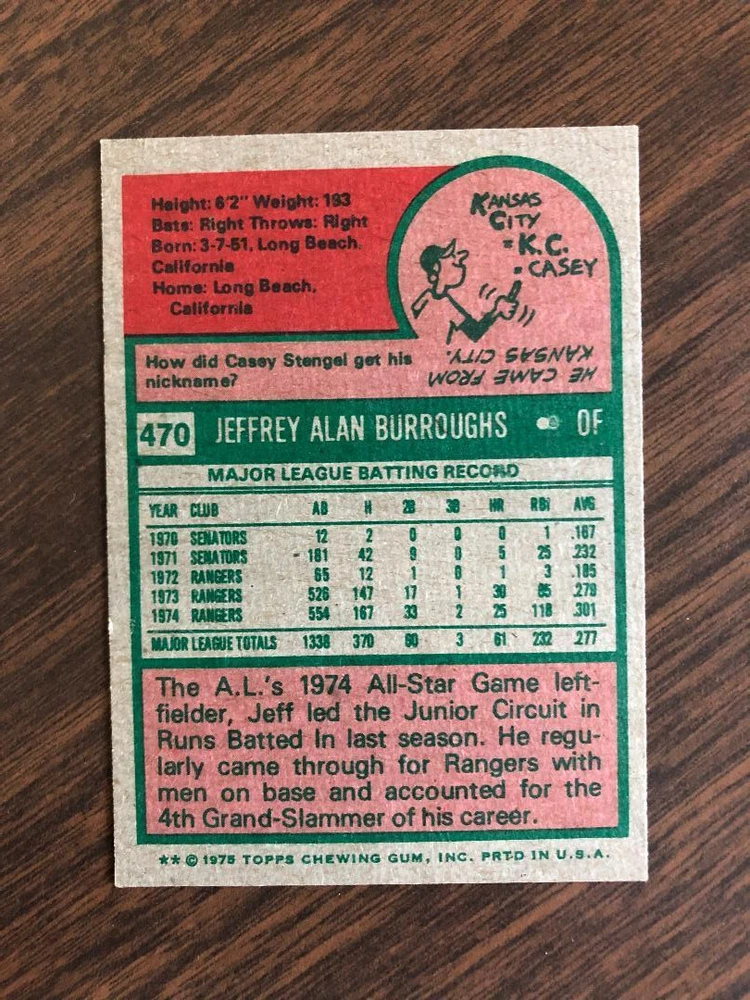 Height: 6'2" Weight: 193
Bats: Right Throws: Right
Born: 3-7-51, Long Beach,
California
Home: Long Beach,
California
KANSAS
CITY
= K.C.
= CASEY
How did Casey Stengel get his
nickname?
HE CAME FROM
KANSAS CITY.
470 JEFFREY ALAN BURROUGHS • OF
MAJOR LEAGUE BATTING RECORD
YEAR CLUB AB H 2B 3B HR RBI AVG
1970 SENATORS 12 2 0 0 0 1 .167
1971 SENATORS 181 42 9 0 5 25 .232
1972 RANGERS 65 12 1 0 1 3 .185
1973 RANGERS 526 147 17 1 30 85 .279
1974 RANGERS 554 167 33 2 25 118 .301
MAJOR LEAGUE TOTALS 1338 370 60 3 61 232 .277
The A.L.'s 1974 All-Star Game left-
fielder, Jeff led the Junior Circuit in
Runs Batted In last season. He regu-
larly came through for Rangers with
men on base and accounted for the
4th Grand-Slammer of his career.
** © 1975 TOPPS CHEWING GUM, INC. PRT'D IN U.S.A.